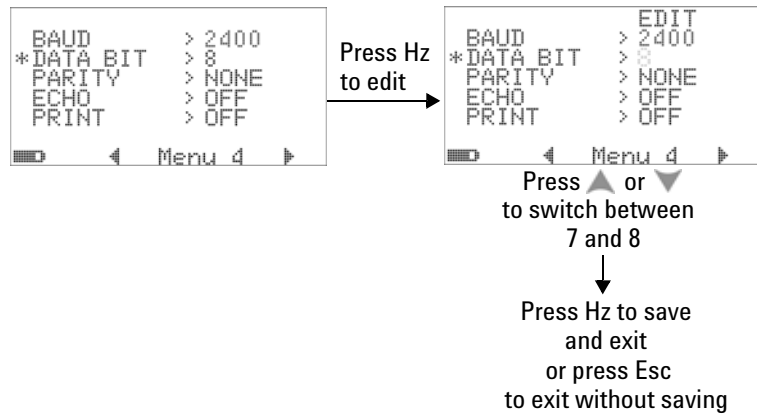 BAUD > 2400
*DATA BIT > 8
PARITY > NONE
ECHO > OFF
PRINT > OFF
Menu 4
Press Hz
to edit
EDIT
BAUD > 2400
*DATA BIT > 8
PARITY > NONE
ECHO > OFF
PRINT > OFF
Menu 4
Press or
to switch between
7 and 8
Press Hz to save
and exit
or press Esc
to exit without saving